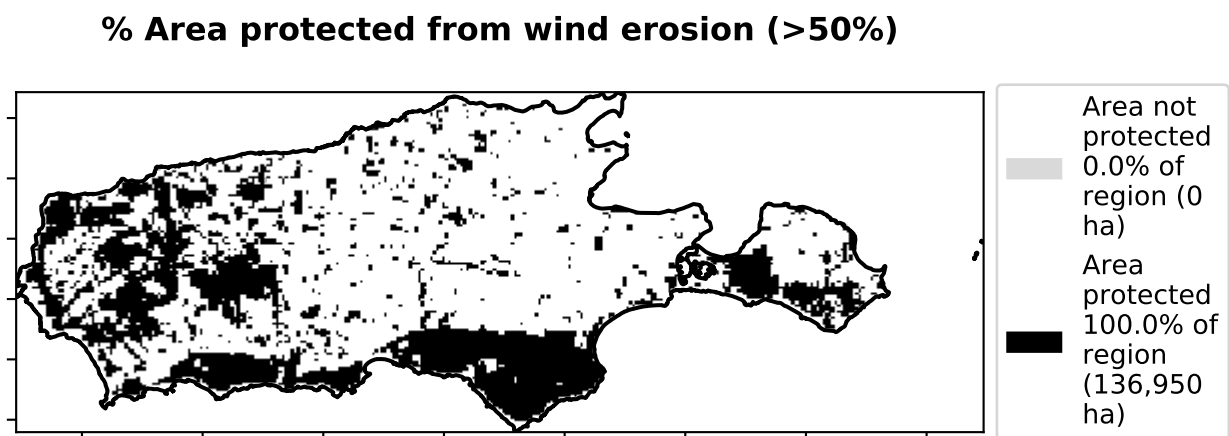 % Area protected from wind erosion (>50%)
Area not
protected
0.0% of
region (0
ha)
Area
protected
100.0% of
region
(136,950
ha)